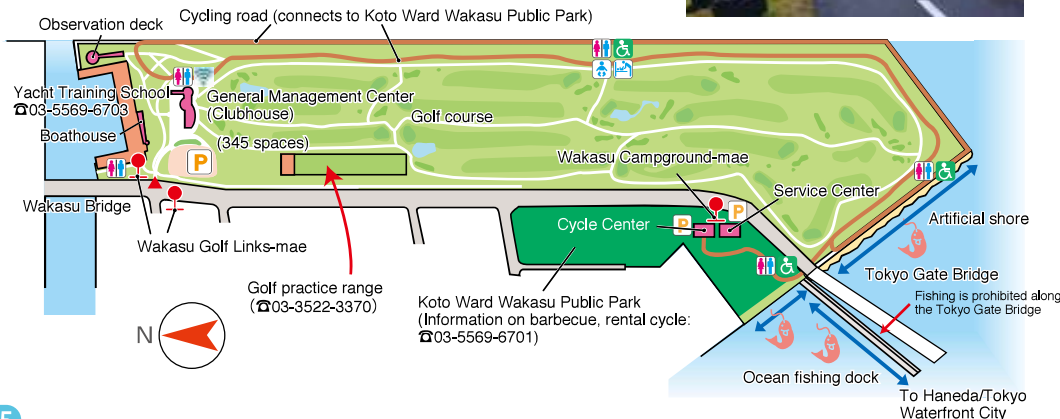 Cycling road (connects to Koto Ward Wakasu Public Park)
Observation deck
Yacht Training School
☎03-5569-6703
General Management Center
(Clubhouse)
Golf course
Boathouse
(345 spaces)
P
Wakasu Campground-mae
Service Center
Wakasu Bridge
Cycle Center
P
P
Artificial shore
Wakasu Golf Links-mae
Tokyo Gate Bridge
Golf practice range
(☎03-3522-3370)
Koto Ward Wakasu Public Park
(Information on barbecue, rental cycle:
☎03-5569-6701)
Fishing is prohibited along
the Tokyo Gate Bridge
N
Ocean fishing dock
To Haneda/Tokyo
Waterfront City